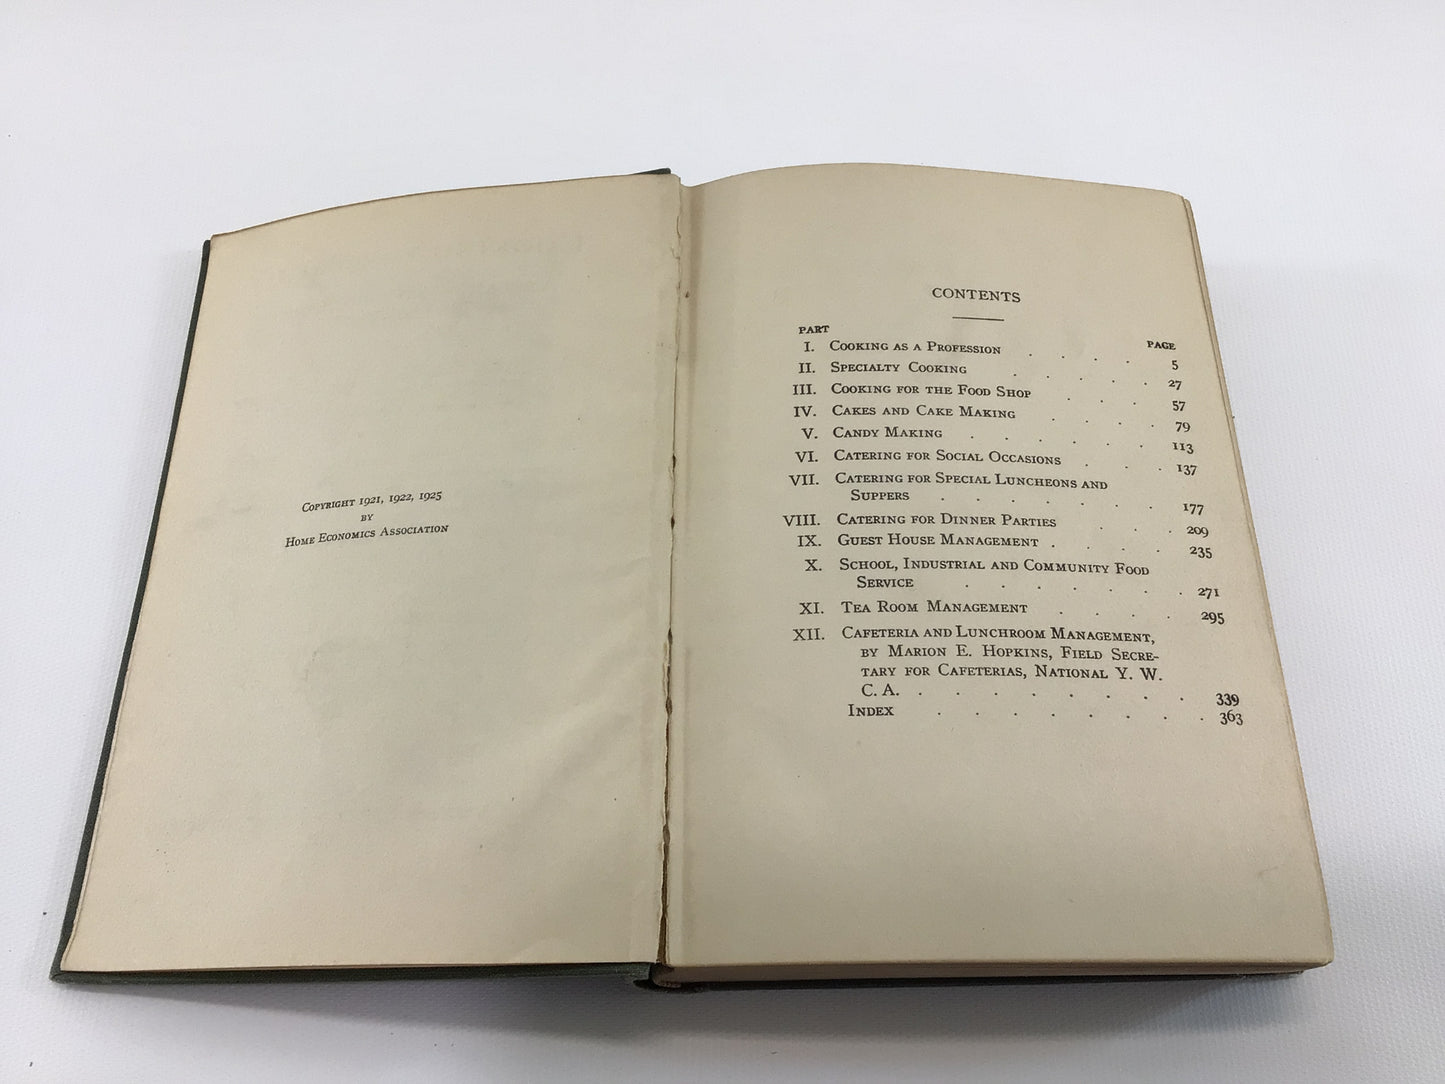 Copyright 1921, 1922, 1925
BY
Home Economics Association
CONTENTS
PART PAGE
I. Cooking as a Profession . . . . 5
II. Specialty Cooking . . . . . 27
III. Cooking for the Food Shop . . . . 57
IV. Cakes and Cake Making . . . . 79
V. Candy Making . . . . . . 113
VI. Catering for Social Occasions . . . 137
VII. Catering for Special Luncheons and
Suppers . . . . . . 177
VIII. Catering for Dinner Parties . . . 209
IX. Guest House Management . . . . 235
X. School, Industrial and Community Food
Service . . . . . . . 271
XI. Tea Room Management . . . . 295
XII. Cafeteria and Lunchroom Management,
by Marion E. Hopkins, Field Secre-
tary for Cafeterias, National Y. W.
C. A. . . . . . . . . 339
Index . . . . . . . . 363